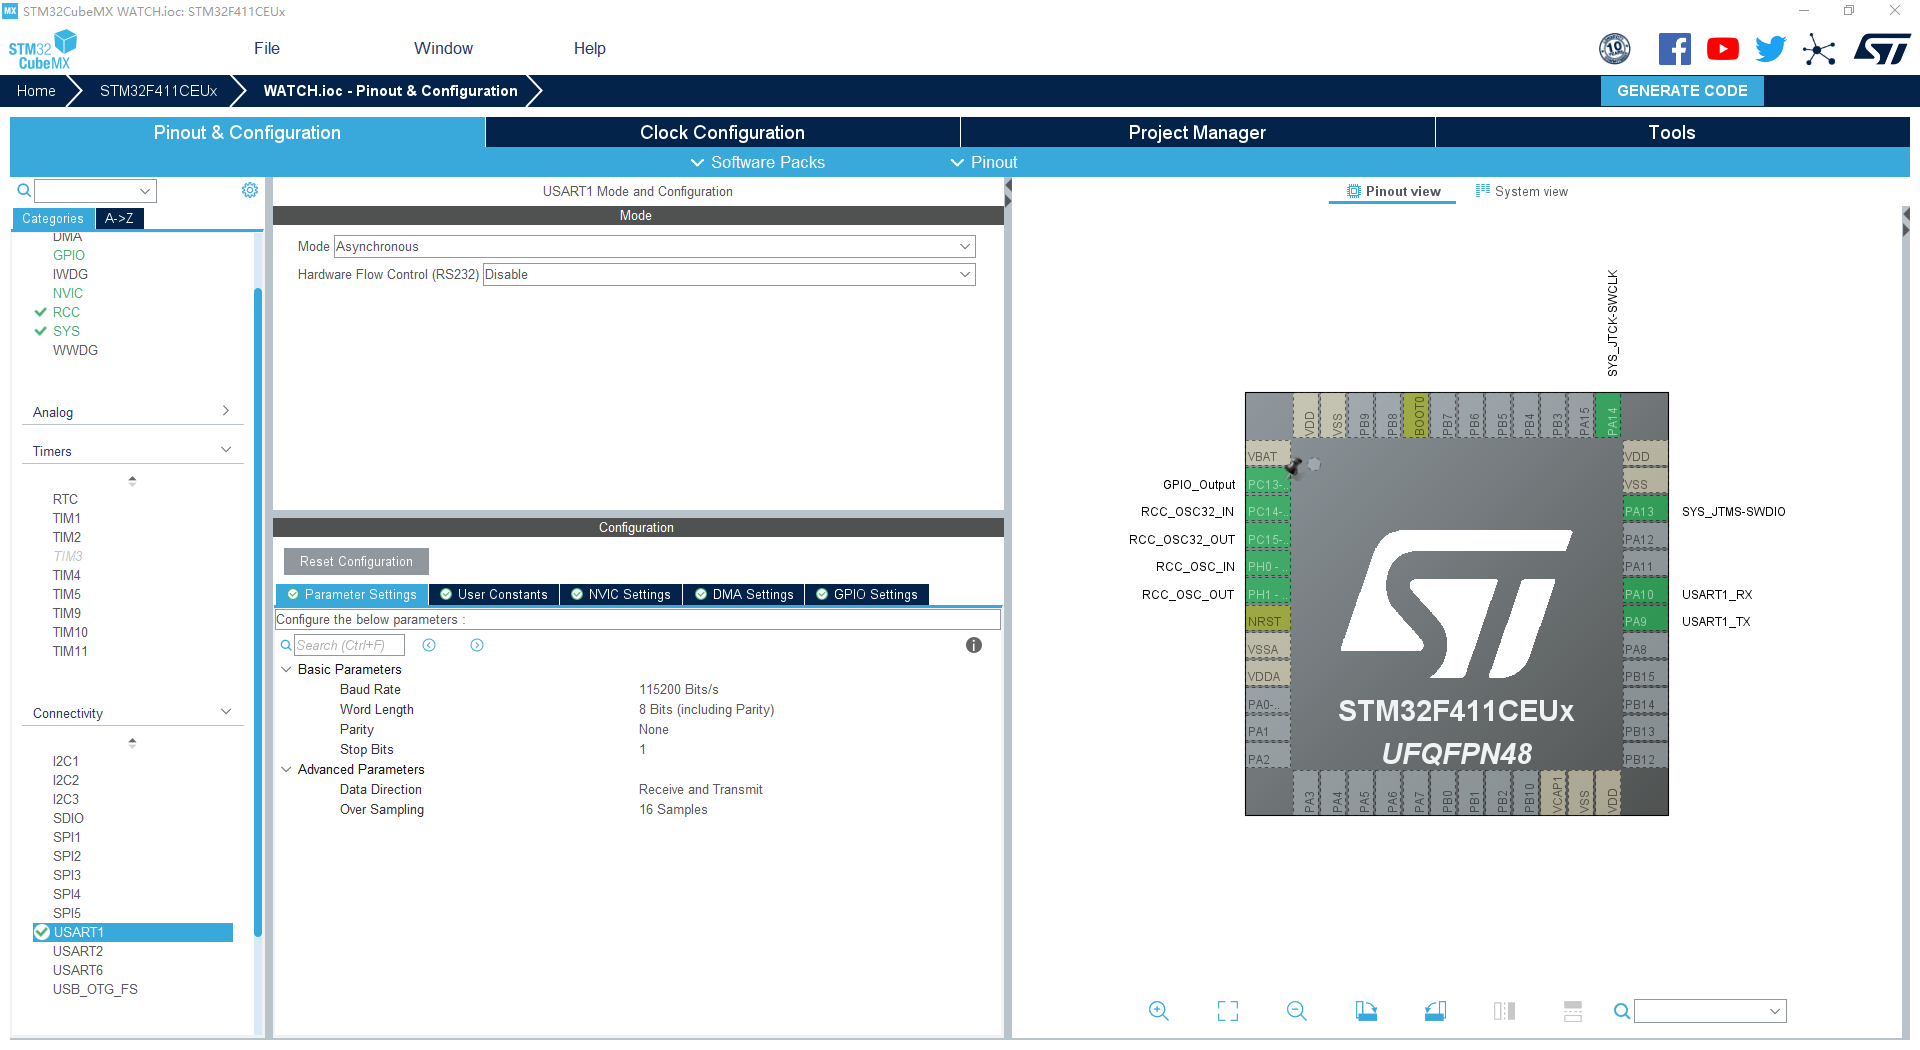 STM32CubeMX WATCH.ioc: STM32F411CEUx
STM32 CubeMX
File
Window
Help
10 YEARS
Home
STM32F411CEUx
WATCH.ioc - Pinout & Configuration
GENERATE CODE
Pinout & Configuration
Clock Configuration
Project Manager
Tools
Software Packs
Pinout
Categories
A->Z
DMA
GPIO
IWDG
NVIC
RCC
SYS
WWDG
Analog
Timers
RTC
TIM1
TIM2
TIM3
TIM4
TIM5
TIM9
TIM10
TIM11
Connectivity
I2C1
I2C2
I2C3
SDIO
SPI1
SPI2
SPI3
SPI4
SPI5
USART1
USART2
USART6
USB_OTG_FS
USART1 Mode and Configuration
Mode
Mode Asynchronous
Hardware Flow Control (RS232) Disable
Configuration
Reset Configuration
Parameter Settings
User Constants
NVIC Settings
DMA Settings
GPIO Settings
Configure the below parameters :
Search (Ctrl+F)
Basic Parameters
Baud Rate 115200 Bits/s
Word Length 8 Bits (including Parity)
Parity None
Stop Bits 1
Advanced Parameters
Data Direction Receive and Transmit
Over Sampling 16 Samples
Pinout view
System view
SYS_JTCK-SWCLK
VDD
VSS
PB9
PB8
BOOT0
PB7
PB6
PB5
PB4
PB3
PA15
PA14
VBAT
GPIO_Output PC13-..
RCC_OSC32_IN PC14-..
RCC_OSC32_OUT PC15-..
RCC_OSC_IN PH0 - ..
RCC_OSC_OUT PH1 - ..
NRST
VSSA
VDDA
PA0-..
PA1
PA2
VDD
VSS
PA13 SYS_JTMS-SWDIO
PA12
PA11
PA10 USART1_RX
PA9 USART1_TX
PA8
PB15
PB14
PB13
PB12
STM32F411CEUx
UFQFPN48
PA3
PA4
PA5
PA6
PA7
PB0
PB1
PB2
PB10
VCAP1
VSS
VDD